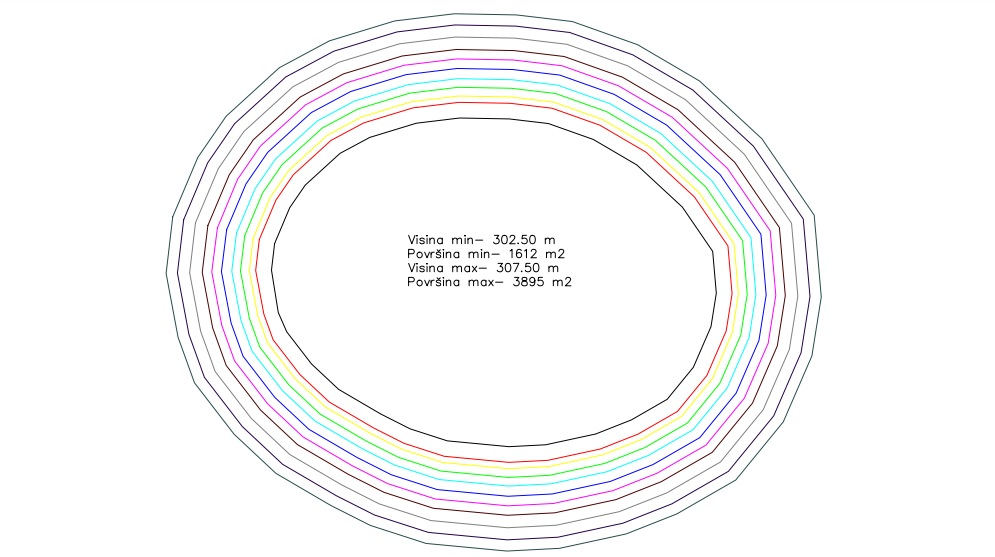 Visina min- 302.50 m
Površina min- 1612 m2
Visina max- 307.50 m
Površina max- 3895 m2